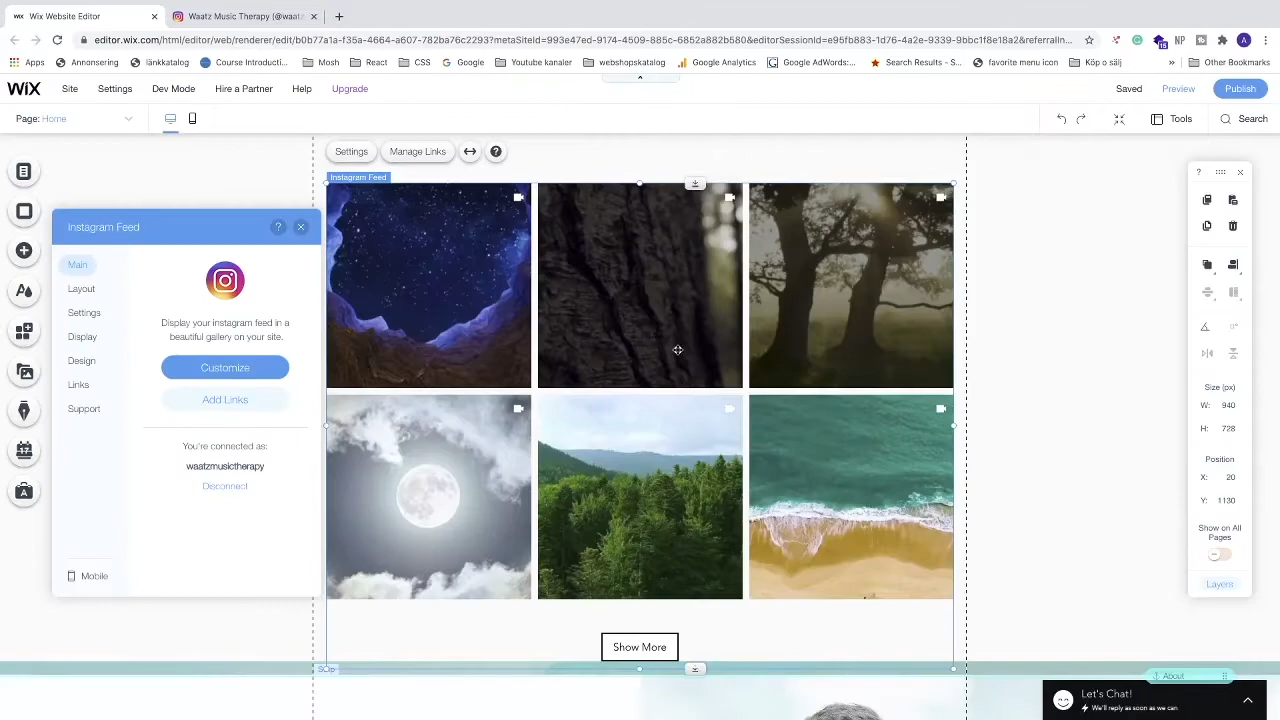 Wix Website Editor
Waatz Music Therapy (@waatz
editor.wix.com/html/editor/web/renderer/edit/b0b77a1a-f35a-4664-a607-782ba76c2293?metaSiteId=993e47ed-9174-4509-885c-6852a882b580&editorSessionId=e95fb883-1d76-4a2e-9339-9bbc1f8e18a2&referralIn...
15
NP
A
Apps
Annonsering
länkkatalog
Course Introducti...
Mosh
React
CSS
Google
Youtube kanaler
webshopskatalog
Google Analytics
Google AdWords:...
Search Results - S...
favorite menu icon
Köp o sälj
»
Other Bookmarks
WiX
Site
Settings
Dev Mode
Hire a Partner
Help
Upgrade
Saved
Preview
Publish
Page: Home
Tools
Search
Settings
Manage Links
?
Instagram Feed
Instagram Feed
?
Main
Layout
Settings
Display
Design
Links
Support
Mobile
Display your instagram feed in a
beautiful gallery on your site.
Customize
Add Links
You're connected as:
waatzmusictherapy
Disconnect
Show More
?
0°
Size (px)
W: 940
H: 728
Position
X: 20
Y: 1130
Show on All
Pages
Layers
About
Let's Chat!
We'll reply as soon as we can.